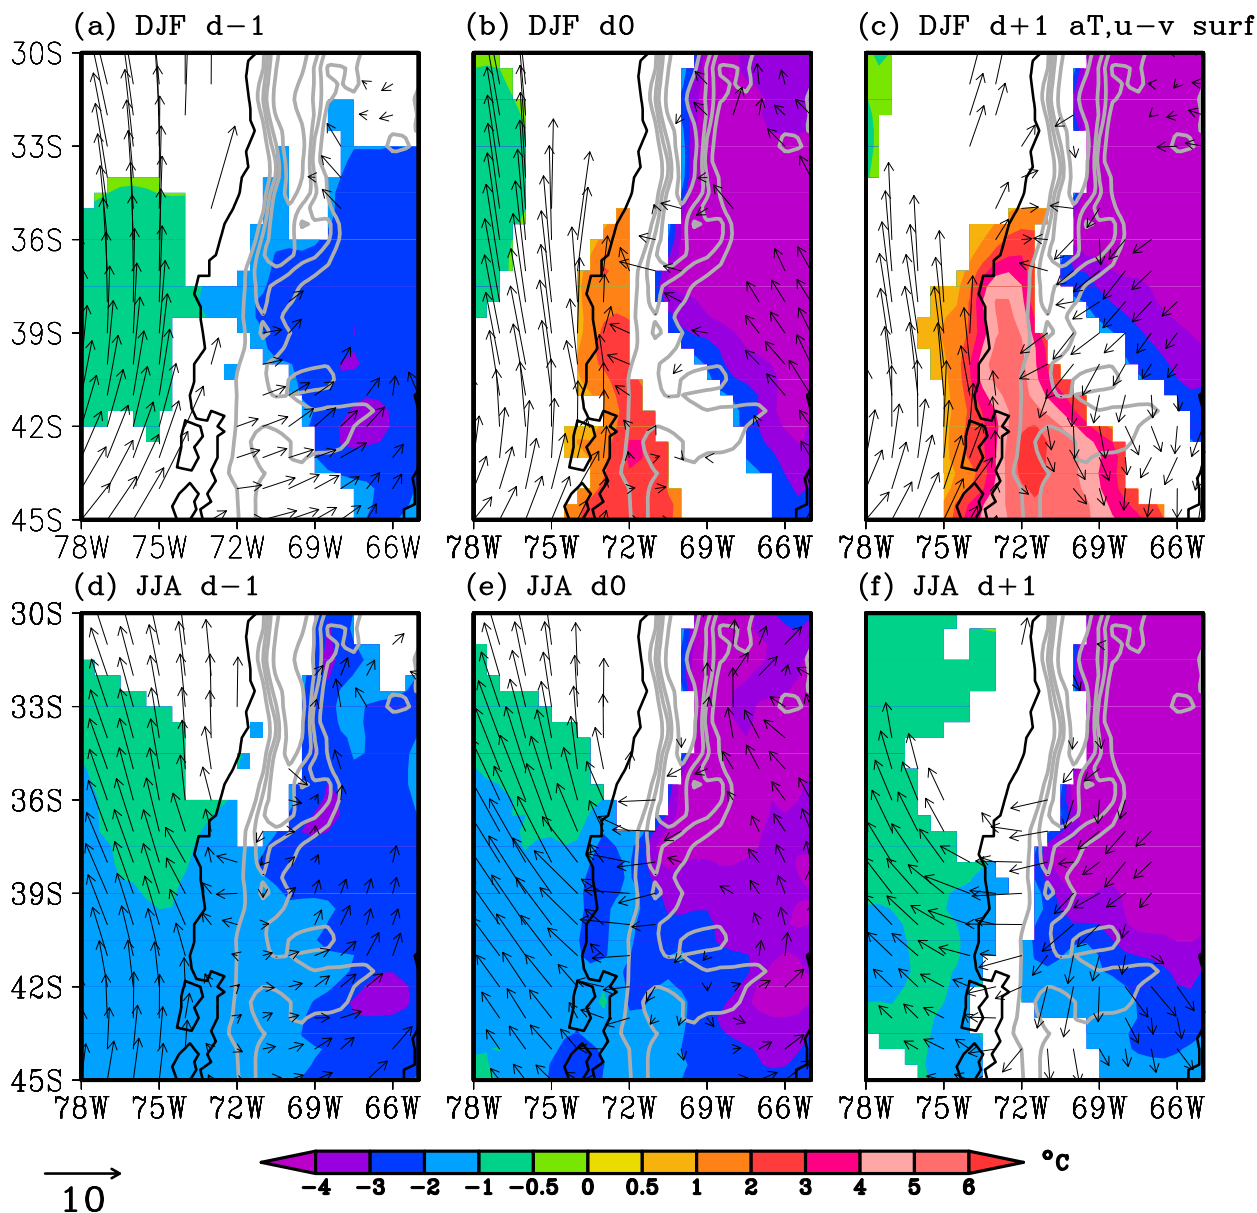 (a) DJF d−1 (b) DJF d0 (c) DJF d+1 aT,u−v surf
30S
33S
36S
39S
42S
45S
78W 75W 72W 69W 66W 78W 75W 72W 69W 66W 78W 75W 72W 69W 66W
(d) JJA d−1 (e) JJA d0 (f) JJA d+1
30S
33S
36S
39S
42S
45S
78W 75W 72W 69W 66W 78W 75W 72W 69W 66W 78W 75W 72W 69W 66W
°C
−4 −3 −2 −1 −0.5 0 0.5 1 2 3 4 5 6
10